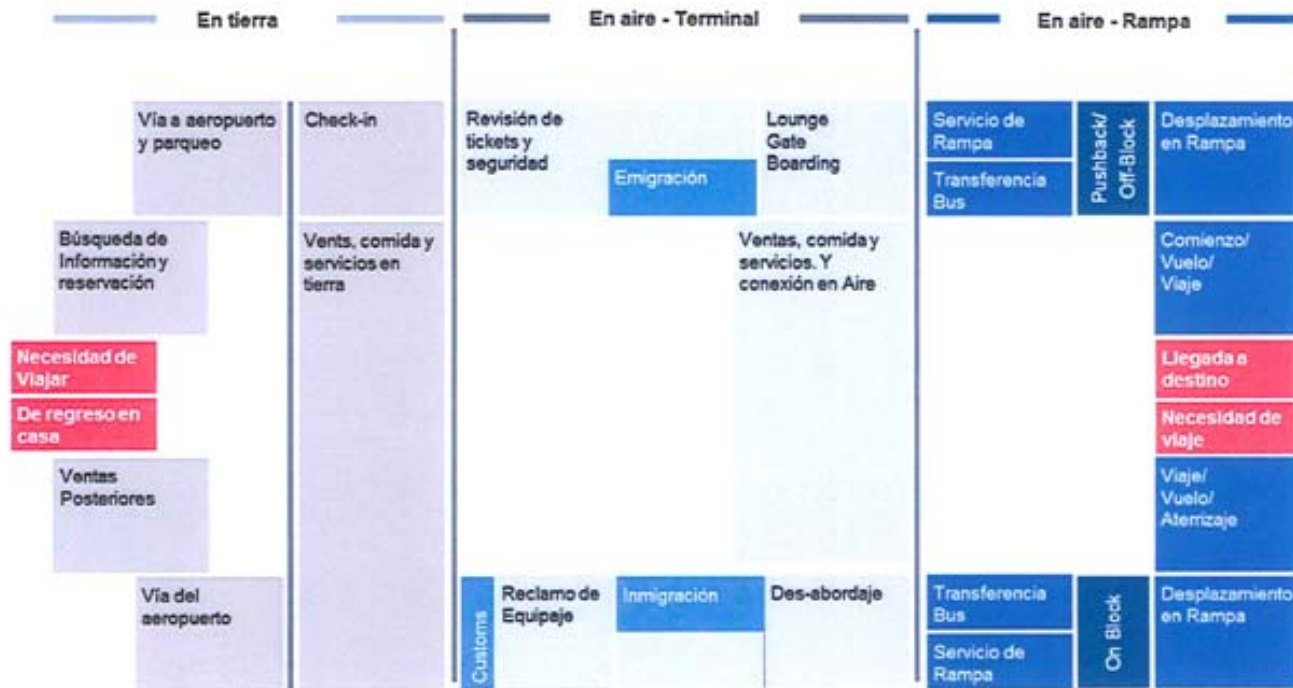 En tierra
En aire - Terminal
En aire - Rampa
Vía a aeropuerto
y parqueo
Check-in
Revisión de
tickets y
seguridad
Emigración
Lounge
Gate
Boarding
Servicio de
Rampa
Transferencia
Bus
Pushback/
Off-Block
Desplazamiento
en Rampa
Búsqueda de
Información y
reservación
Vents, comida y
servicios en
tierra
Ventas, comida y
servicios. Y
conexión en Aire
Comienzo/
Vuelo/
Viaje
Necesidad de
Viajar
De regreso en
casa
Llegada a
destino
Necesidad de
viaje
Ventas
Posteriores
Viaje/
Vuelo/
Aterrizaje
Vía del
aeropuerto
Customs
Reclamo de
Equipaje
Inmigración
Des-abordaje
Transferencia
Bus
Servicio de
Rampa
On Block
Desplazamiento
en Rampa